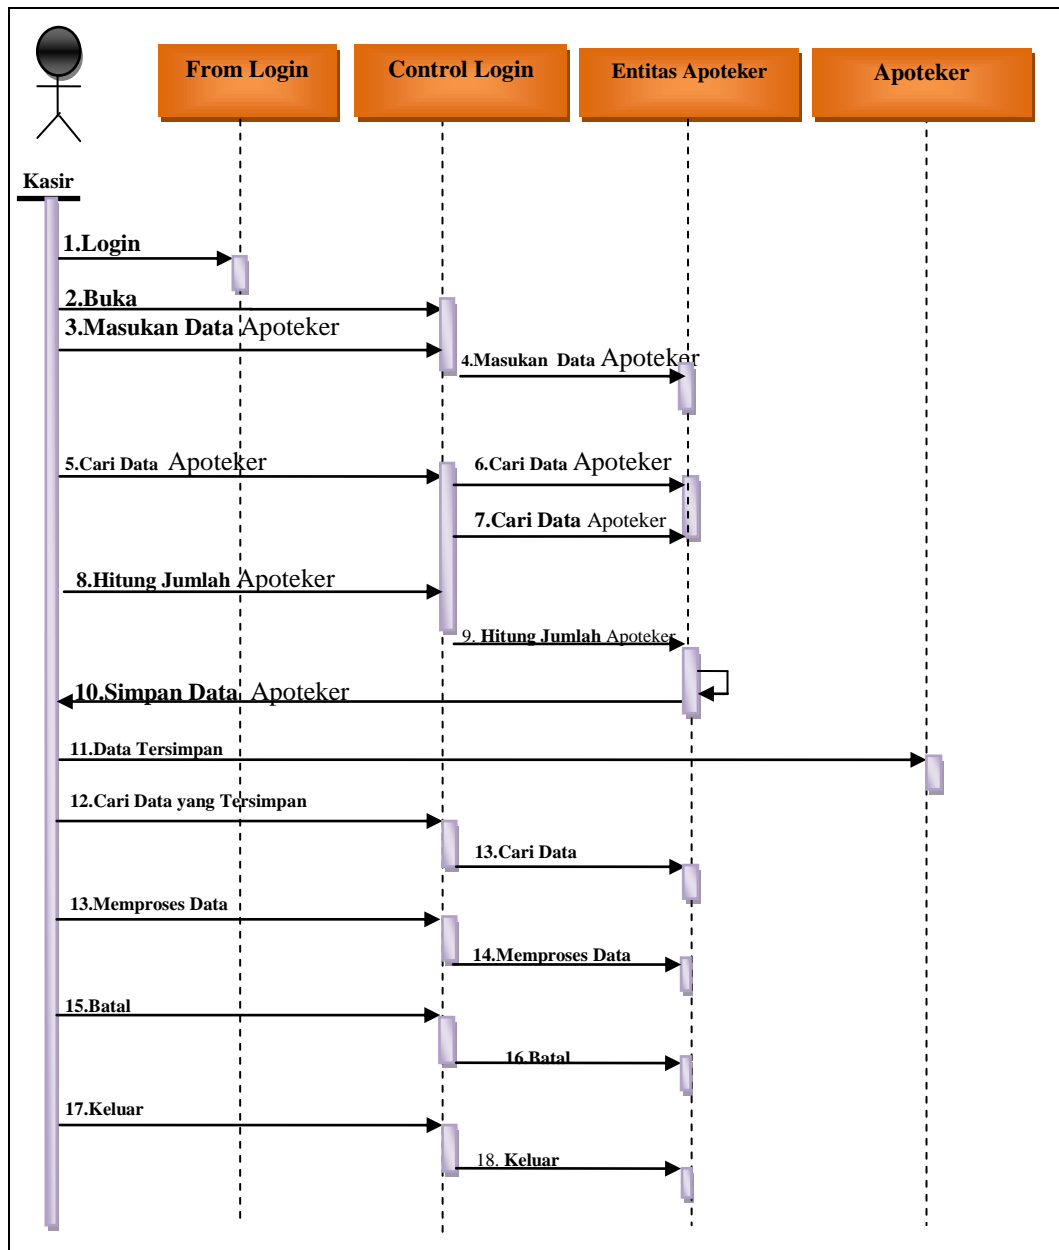 From Login
Control Login
Entitas Apoteker
Apoteker
Kasir
1.Login
2.Buka
3.Masukan Data Apoteker
4.Masukan Data Apoteker
5.Cari Data Apoteker
6.Cari Data Apoteker
7.Cari Data Apoteker
8.Hitung Jumlah Apoteker
9. Hitung Jumlah Apoteker
10.Simpan Data Apoteker
11.Data Tersimpan
12.Cari Data yang Tersimpan
13.Cari Data
13.Memproses Data
14.Memproses Data
15.Batal
16.Batal
17.Keluar
18. Keluar